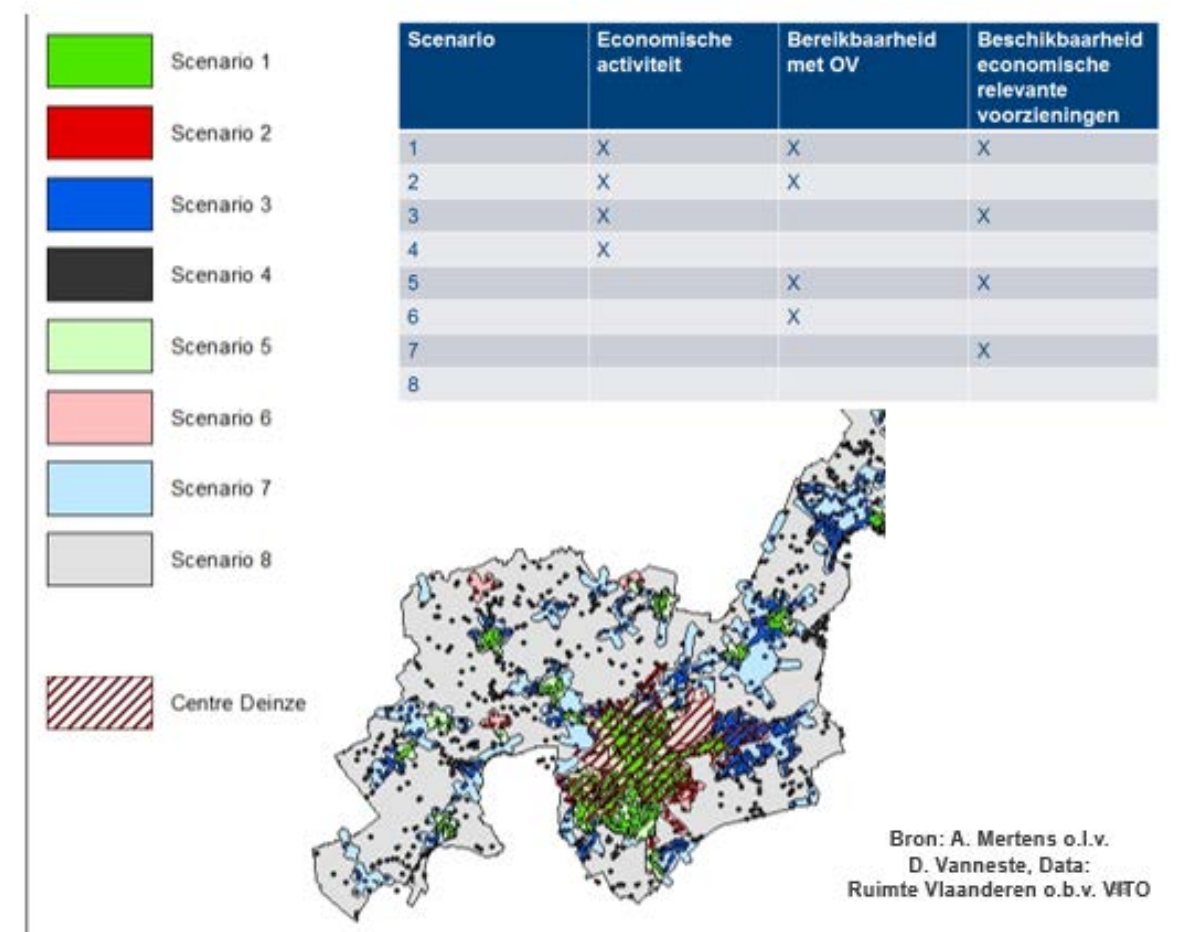 Scenario 1
Scenario 2
Scenario 3
Scenario 4
Scenario 5
Scenario 6
Scenario 7
Scenario 8
Centre Deinze
Scenario Economische activiteit Bereikbaarheid met OV Beschikbaarheid economische relevante voorzieningen
1 X X X
2 X X
3 X X
4 X
5 X X
6 X
7 X
8
Bron: A. Mertens o.l.v.
D. Vanneste, Data:
Ruimte Vlaanderen o.b.v. VITO